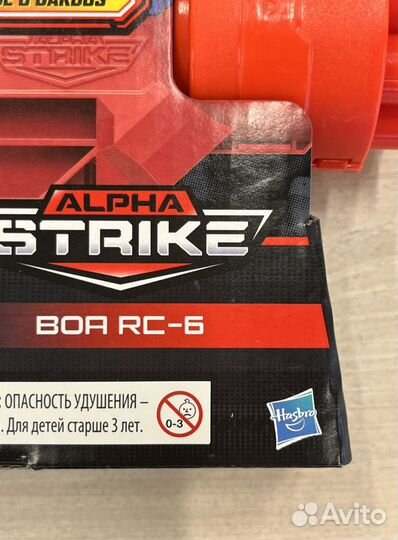 ALPHA
STRIKE
ALPHA
STRIKE
BOA RC-6
ОПАСНОСТЬ УДУШЕНИЯ –
Для детей старше 3 лет.
0-3
Hasbro
Avito